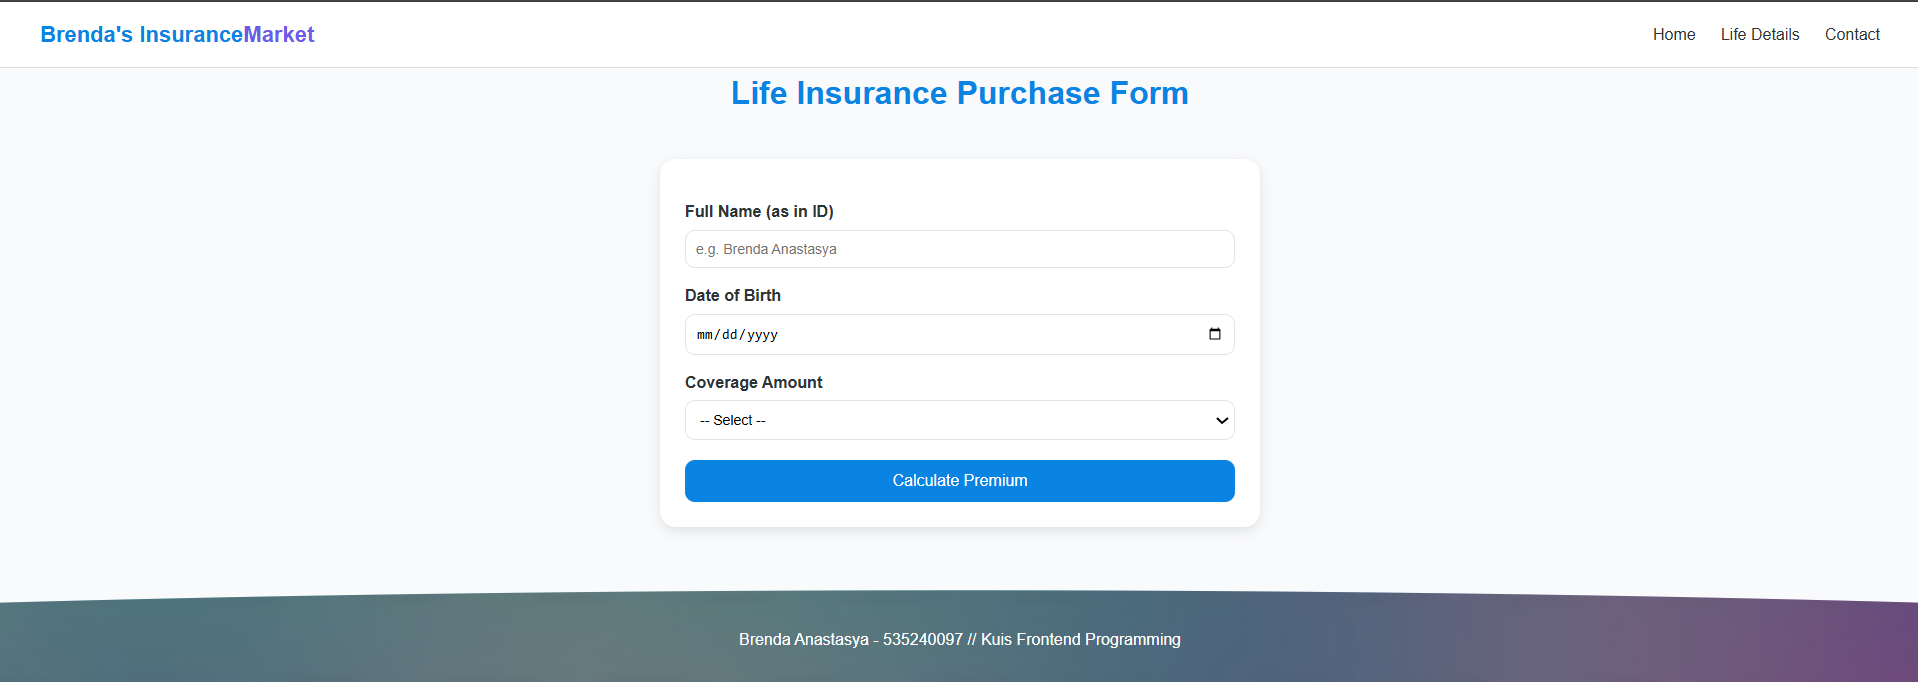 Brenda's InsuranceMarket
Home Life Details Contact
Life Insurance Purchase Form
Full Name (as in ID)
e.g. Brenda Anastasya
Date of Birth
mm/dd/yyyy
Coverage Amount
-- Select --
Calculate Premium
Brenda Anastasya - 535240097 // Kuis Frontend Programming